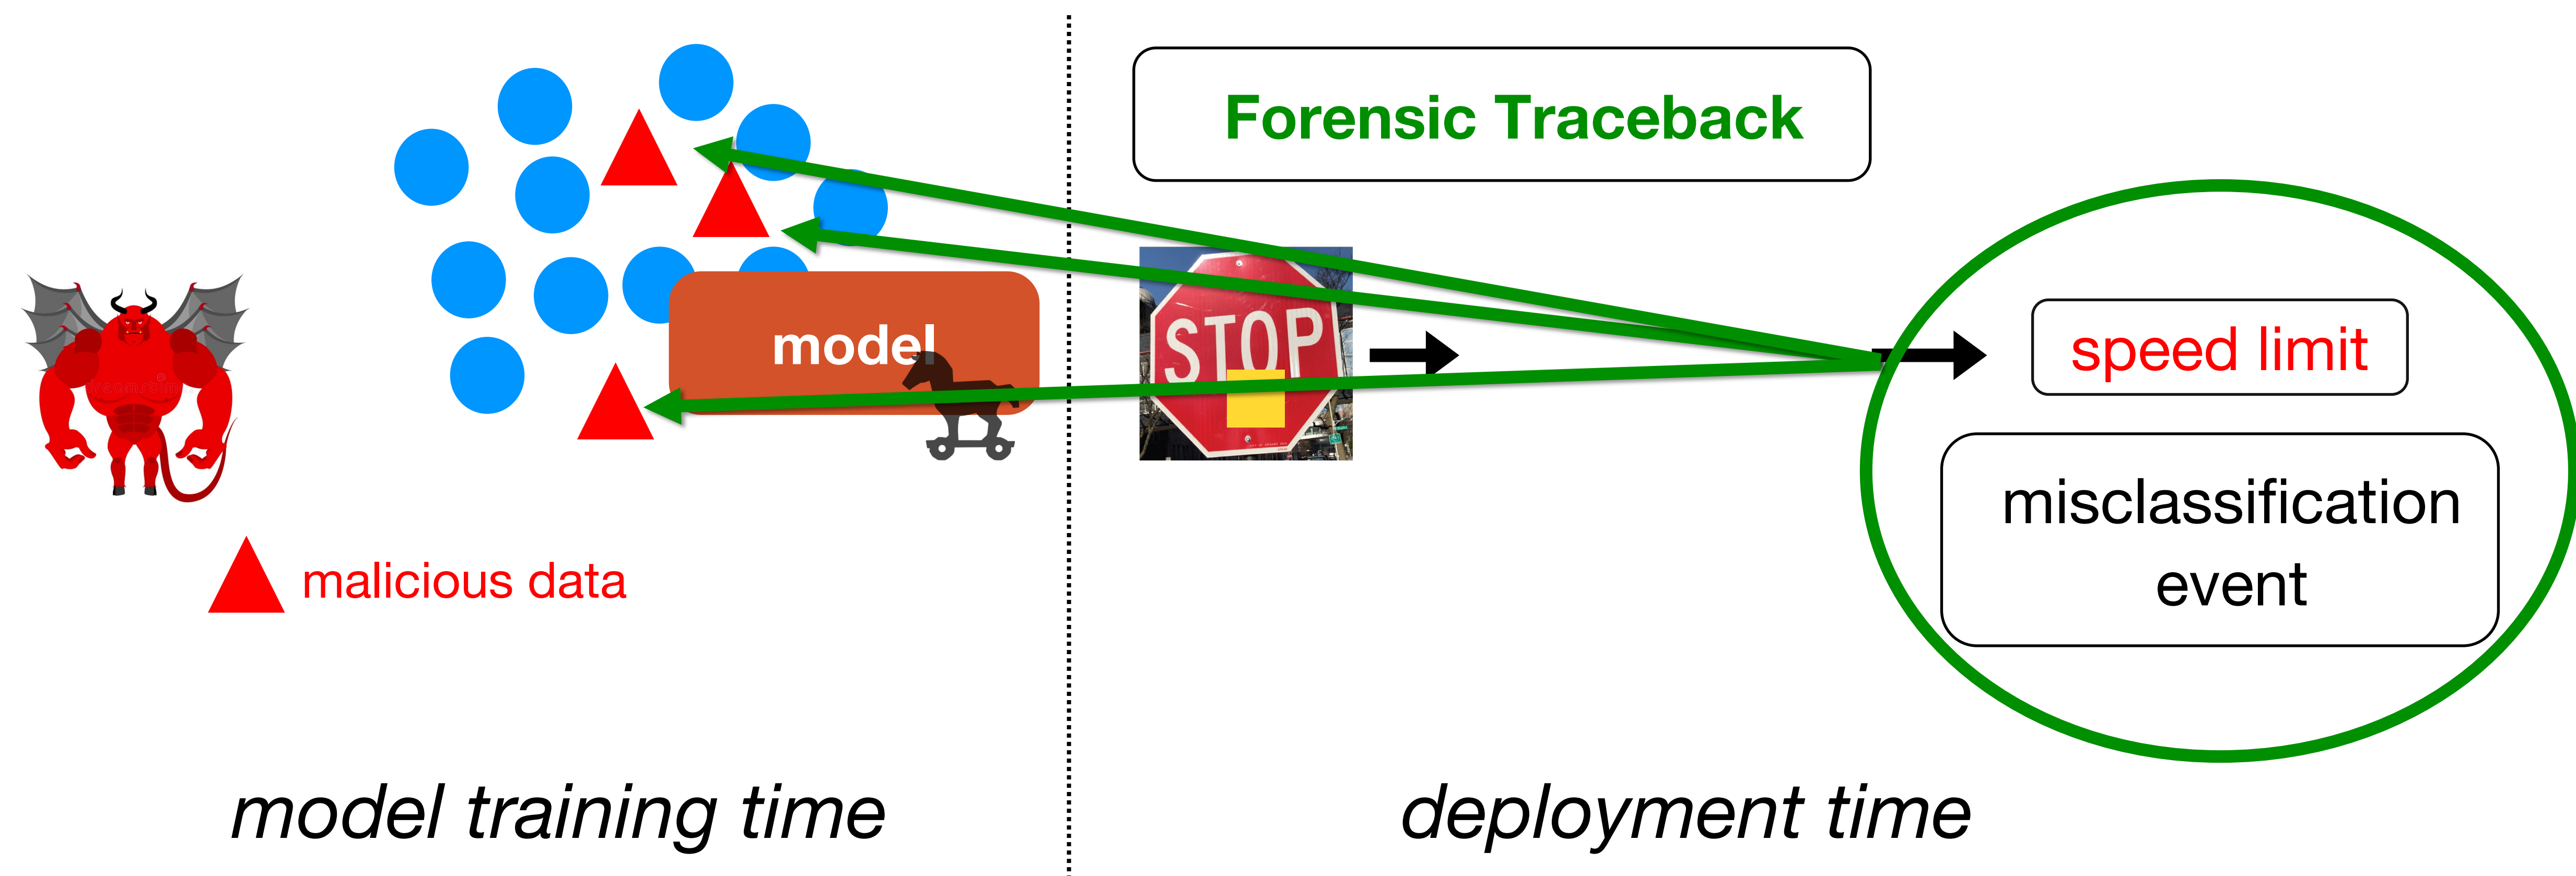 Forensic Traceback
model
STOP
speed limit
misclassification
event
malicious data
model training time
deployment time